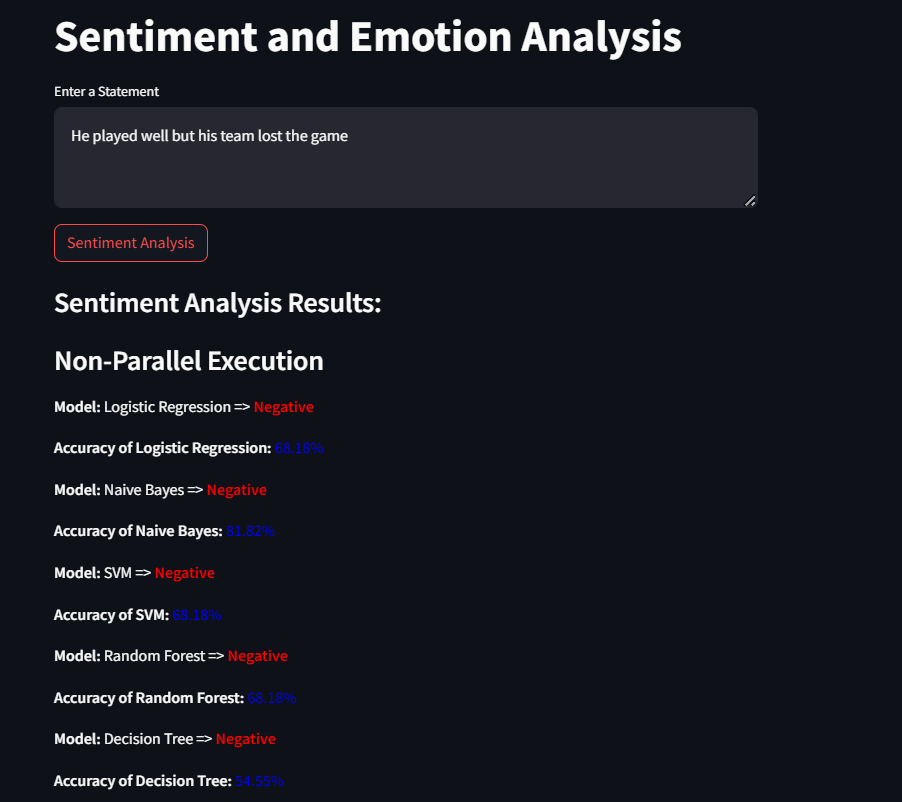 Sentiment and Emotion Analysis
Enter a Statement
He played well but his team lost the game
Sentiment Analysis
Sentiment Analysis Results:
Non-Parallel Execution
Model: Logistic Regression => Negative
Accuracy of Logistic Regression: 68.18%
Model: Naive Bayes => Negative
Accuracy of Naive Bayes: 81.82%
Model: SVM => Negative
Accuracy of SVM: 68.18%
Model: Random Forest => Negative
Accuracy of Random Forest: 68.18%
Model: Decision Tree => Negative
Accuracy of Decision Tree: 54.55%